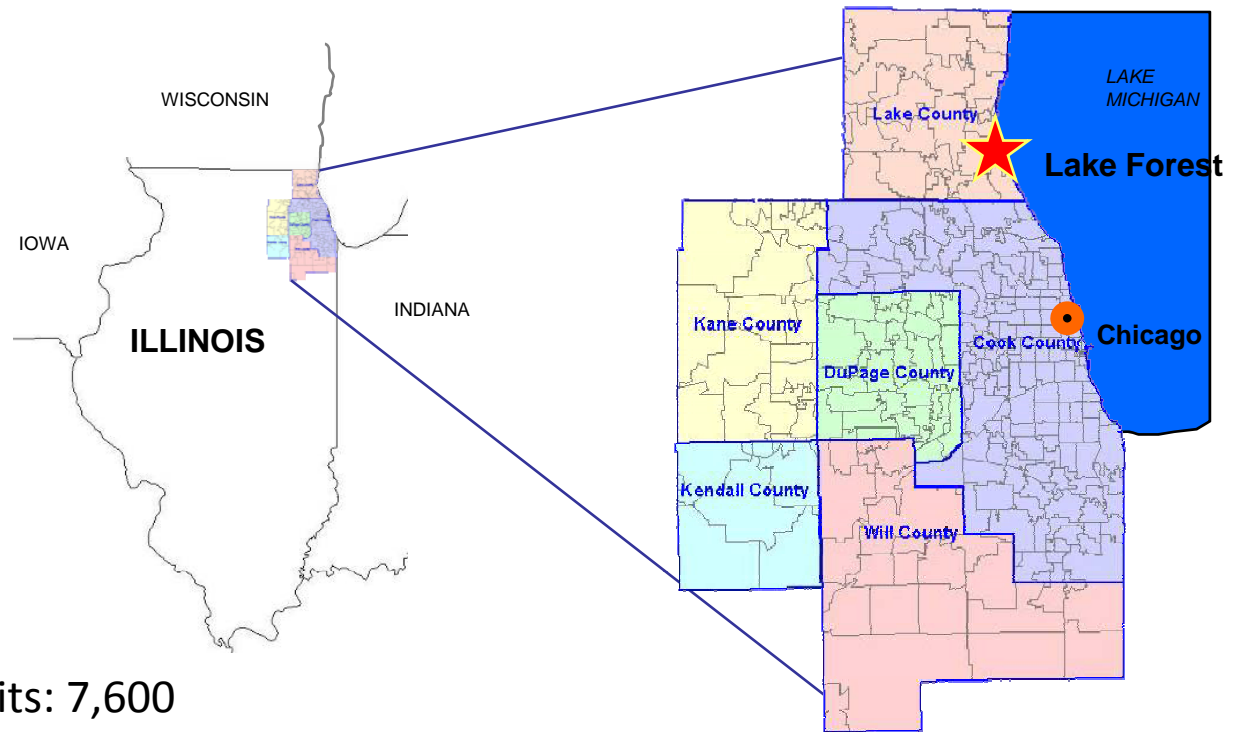 WISCONSIN
IOWA
ILLINOIS
INDIANA
LAKE
MICHIGAN
Lake County
Lake Forest
Kane County
Cook County
Chicago
DuPage County
Kendall County
Will County
its: 7,600